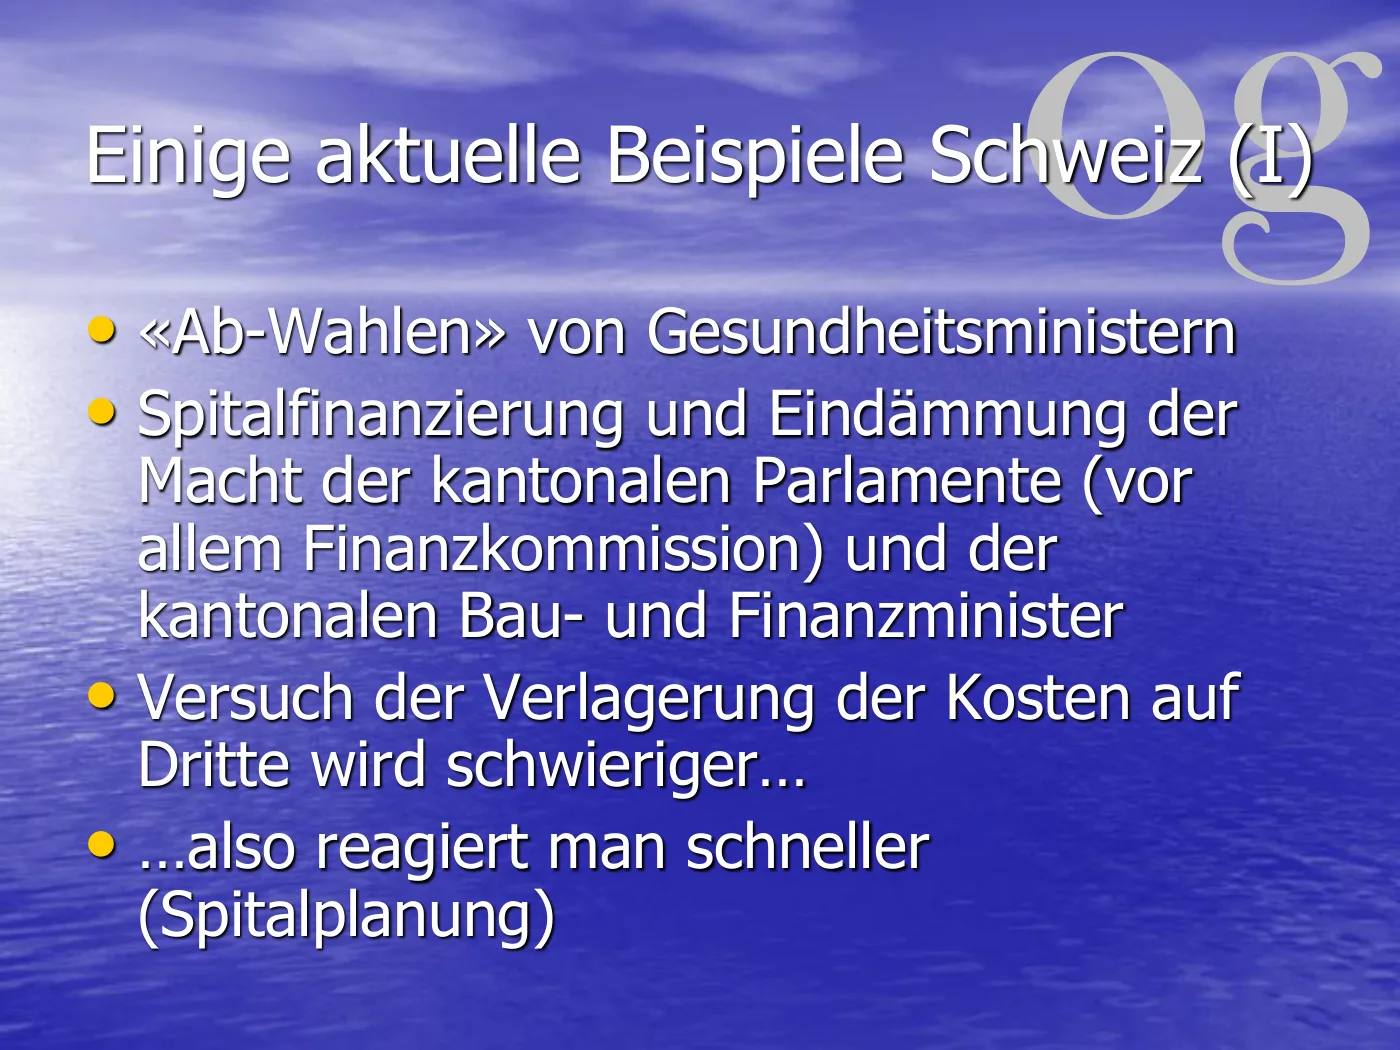 og
Einige aktuelle Beispiele Schweiz (I)
• «Ab-Wahlen» von Gesundheitsministern
• Spitalfinanzierung und Eindämmung der
Macht der kantonalen Parlamente (vor
allem Finanzkommission) und der
kantonalen Bau- und Finanzminister
• Versuch der Verlagerung der Kosten auf
Dritte wird schwieriger…
• …also reagiert man schneller
(Spitalplanung)